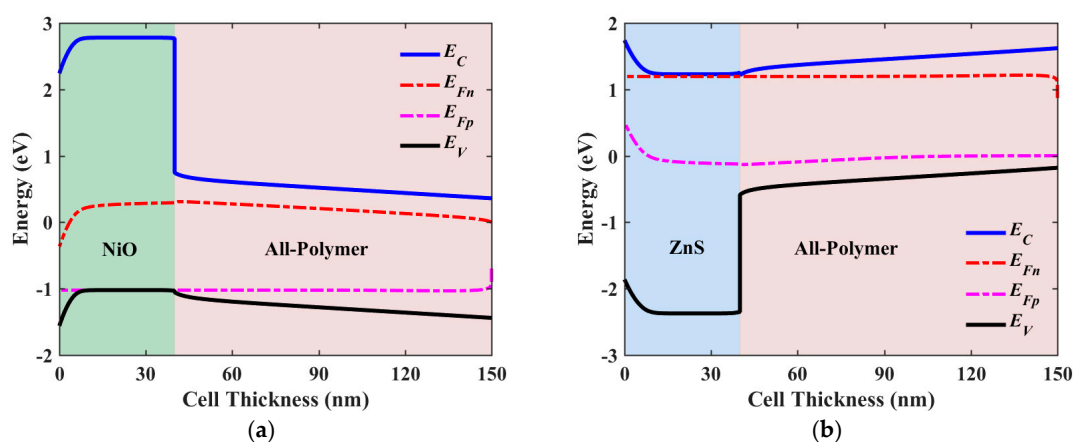 3
2
1
0
-1
-2
Energy (eV)
E_C
E_Fn
E_Fp
E_V
NiO
All-Polymer
0
30
60
90
120
150
Cell Thickness (nm)
(a)
2
1
0
-1
-2
-3
Energy (eV)
ZnS
All-Polymer
E_C
E_Fn
E_Fp
E_V
0
30
60
90
120
150
Cell Thickness (nm)
(b)